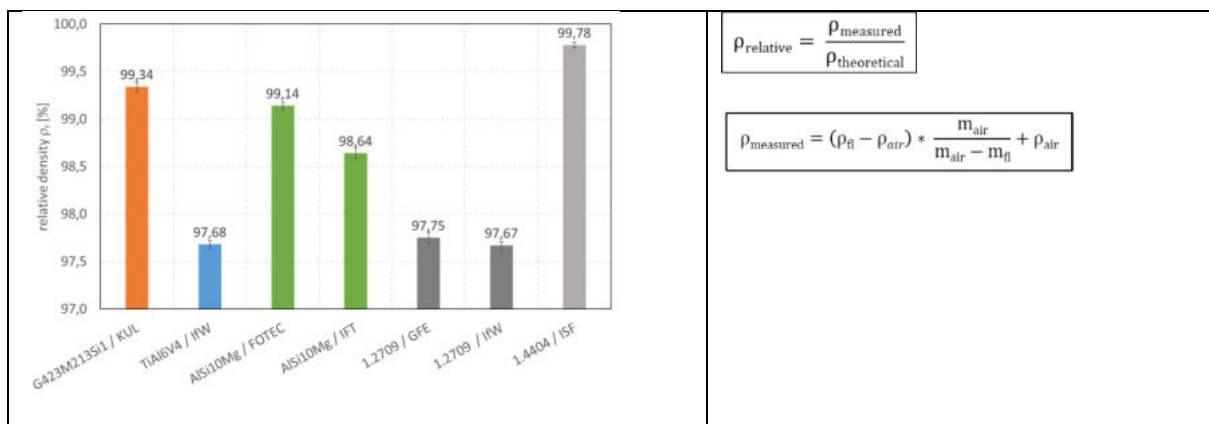 100,0
99,5
99,0
98,5
98,0
97,5
97,0
relative density ρ, [%]
99,34
97,68
99,14
98,64
97,75
97,67
99,78
G423M213Si1 / KUL
TiAl6V4 / IfW
AlSi10Mg / FOTEC
AlSi10Mg / IFT
1.2709 / GFE
1.2709 / IfW
1.4404 / ISF
ρrelative = ρmeasured / ρtheoretical
ρmeasured = (ρfl − ρair) * mair / (mair − mfl) + ρair